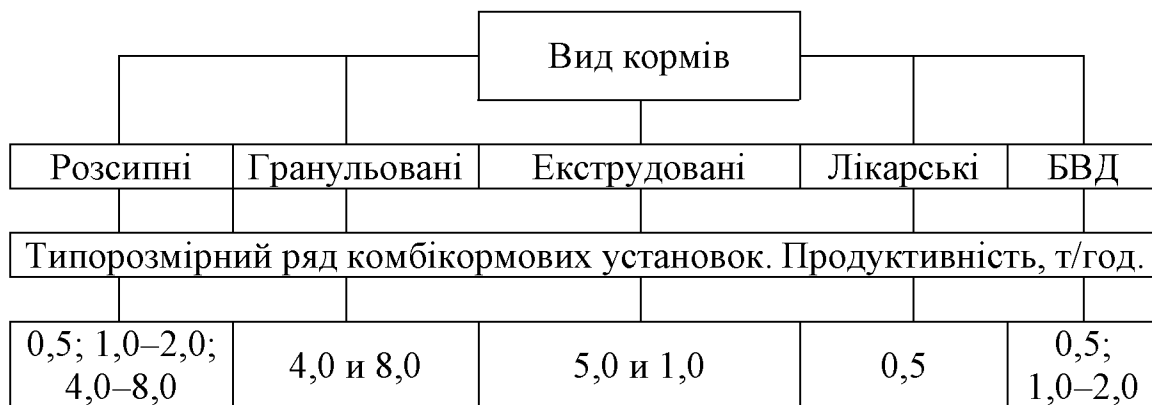 Вид кормів
Розсипні
Гранульовані
Екструдовані
Лікарські
БВД
Типорозмірний ряд комбікормових установок. Продуктивність, т/год.
0,5; 1,0–2,0;
4,0–8,0
4,0 и 8,0
5,0 и 1,0
0,5
0,5;
1,0–2,0